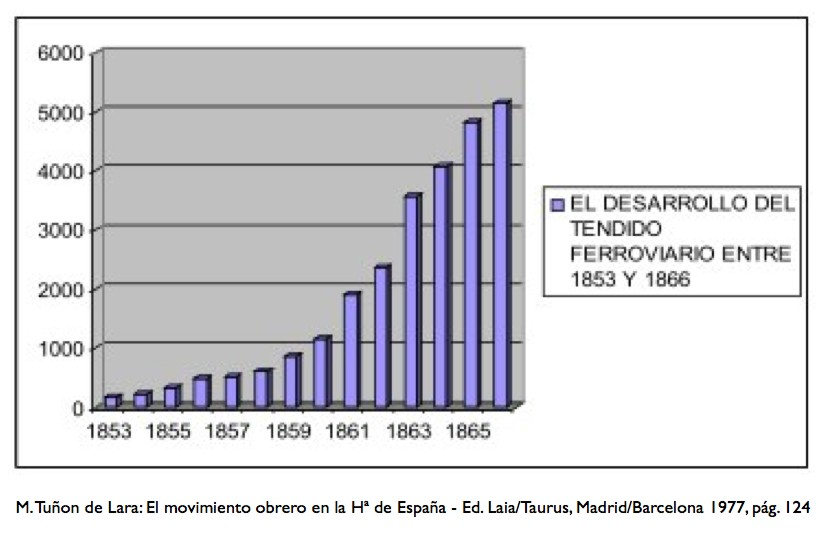 6000
5000
4000
3000
2000
1000
0
1853 1855 1857 1859 1861 1863 1865
EL DESARROLLO DEL
TENDIDO
FERROVIARIO ENTRE
1853 Y 1866
M. Tuñon de Lara: El movimiento obrero en la Hª de España - Ed. Laia/Taurus, Madrid/Barcelona 1977, pág. 124